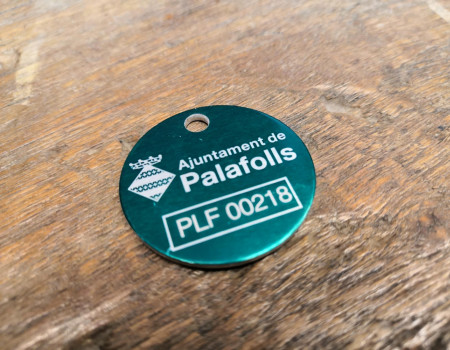 Ajuntament de
Palafolls
PLF 00218